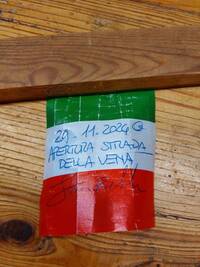 29-11-2024
APERTURA STRADA
DELLA VENA